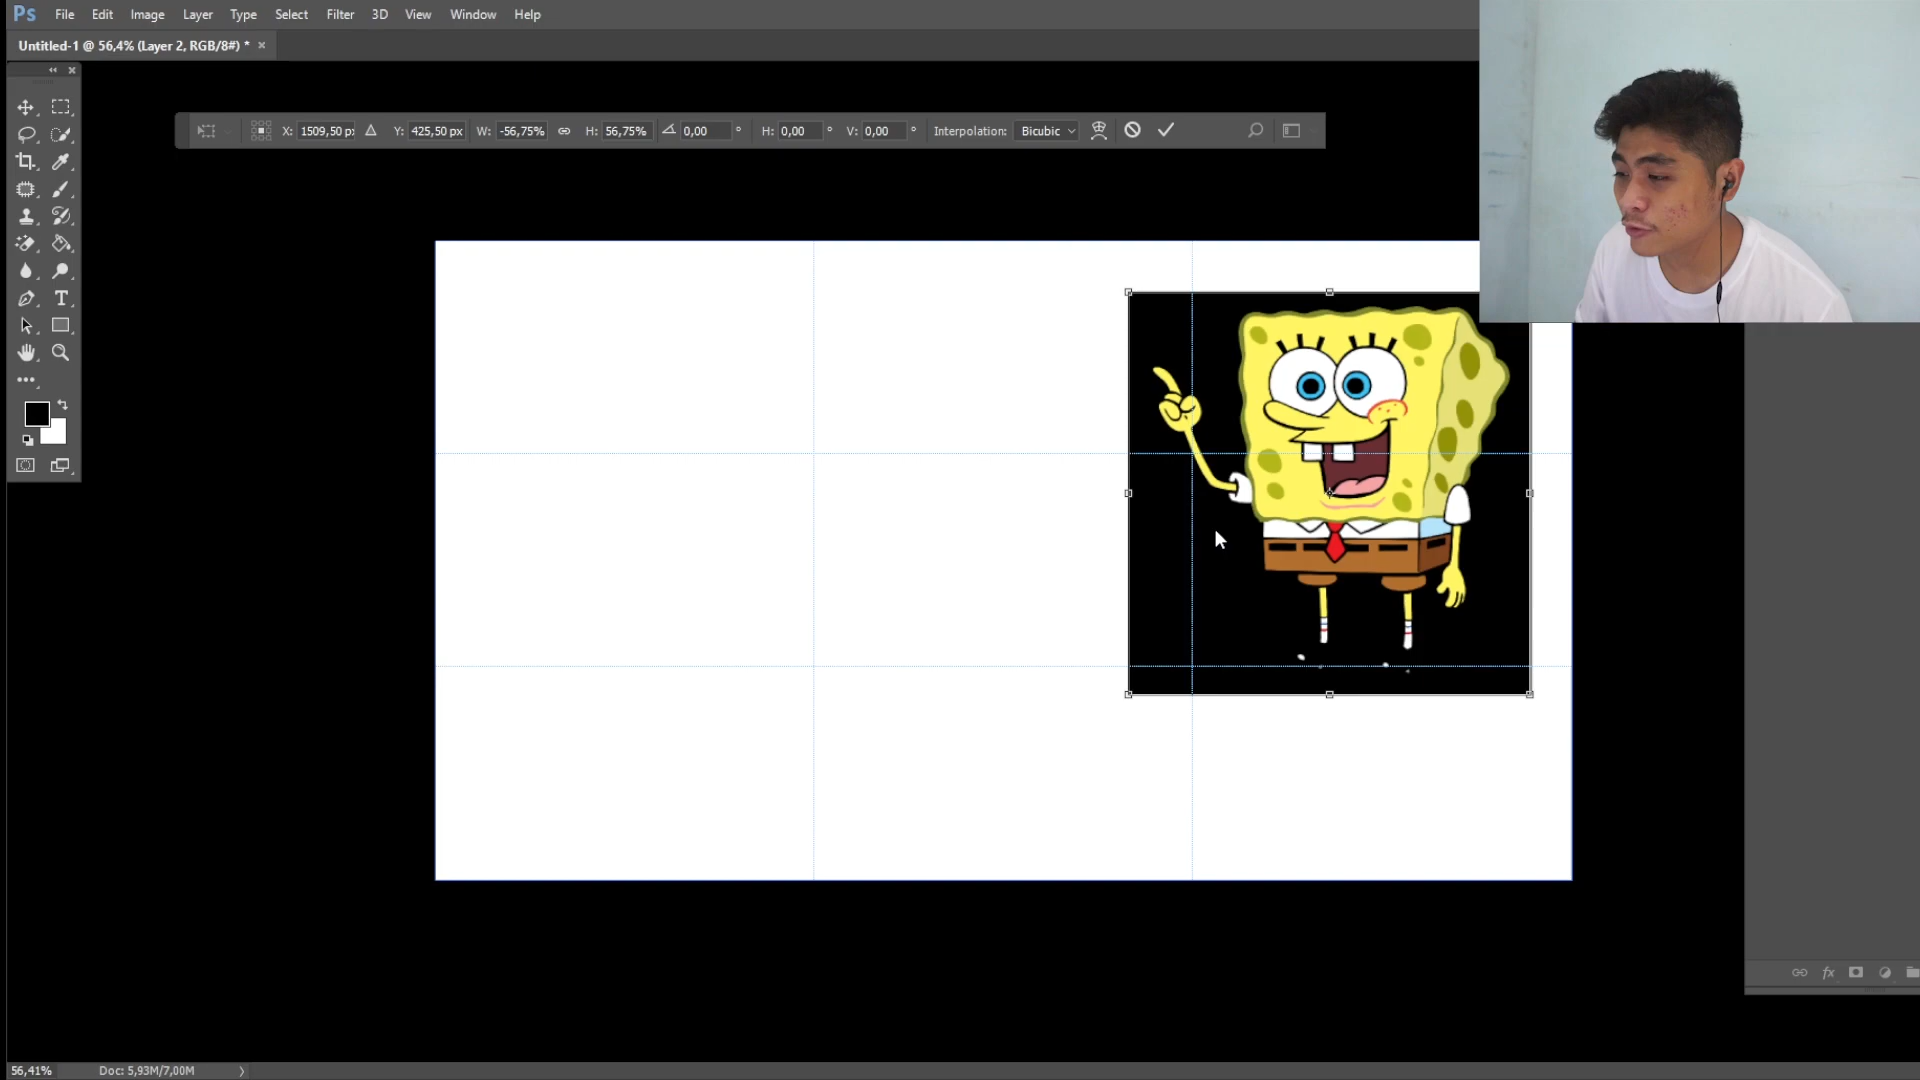 Ps File Edit Image Layer Type Select Filter 3D View Window Help
Untitled-1 @ 56,4% (Layer 2, RGB/8#) *
X: 1509,50 px Y: 425,50 px W: -56,75% H: 56,75% 0,00 ° H: 0,00 ° V: 0,00 ° Interpolation: Bicubic
T
fx
56,41% Doc: 5,93M/7,00M